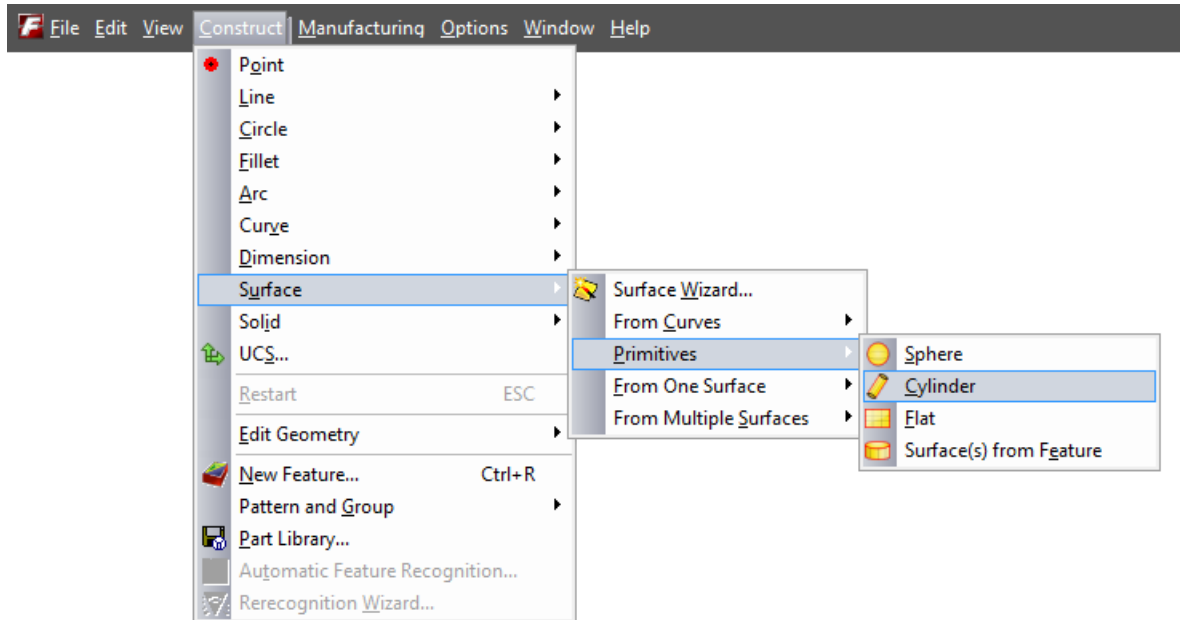 File Edit View Construct Manufacturing Options Window Help
Point
Line
Circle
Fillet
Arc
Curve
Dimension
Surface
Solid
UCS...
Restart ESC
Edit Geometry
New Feature... Ctrl+R
Pattern and Group
Part Library...
Automatic Feature Recognition...
Rerecognition Wizard...
Surface Wizard...
From Curves
Primitives
From One Surface
From Multiple Surfaces
Sphere
Cylinder
Flat
Surface(s) from Feature